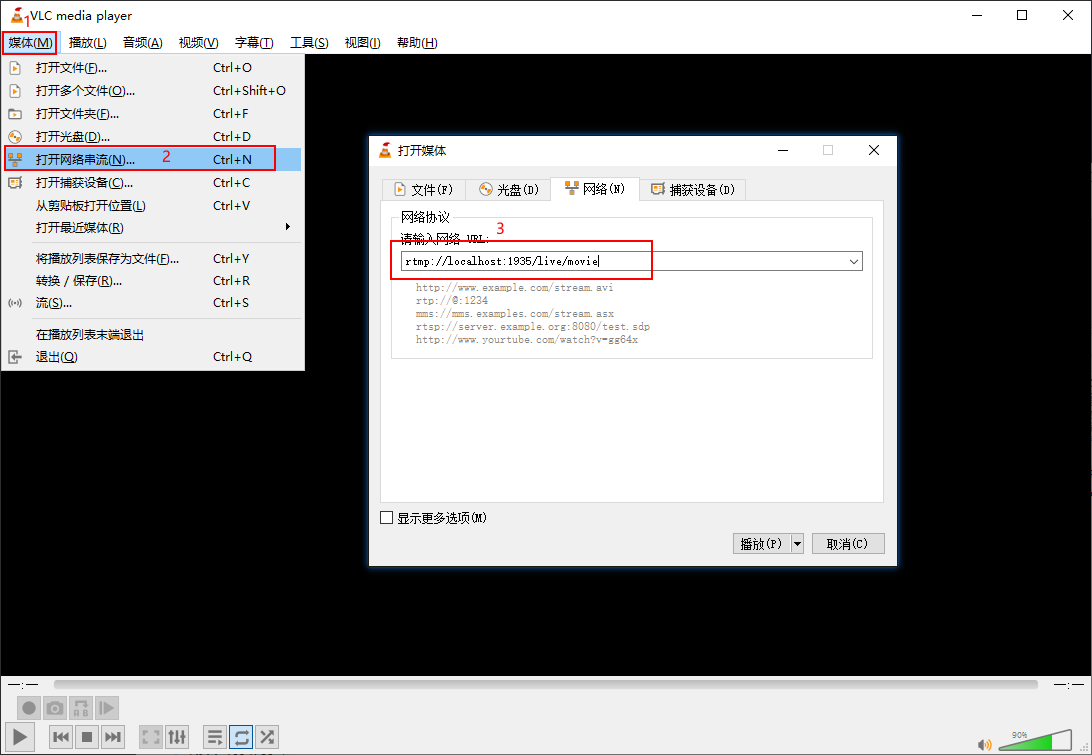 1
VLC media player
媒体(M) 播放(L) 音频(A) 视频(V) 字幕(T) 工具(S) 视图(I) 帮助(H)
打开文件(F)... Ctrl+O
打开多个文件(O)... Ctrl+Shift+O
打开文件夹(F)... Ctrl+F
打开光盘(D)... Ctrl+D
打开网络串流(N)... 2 Ctrl+N
打开捕获设备(C)... Ctrl+C
从剪贴板打开位置(L) Ctrl+V
打开最近媒体(R)
将播放列表保存为文件(F)... Ctrl+Y
转换 / 保存(R)... Ctrl+R
流(S)... Ctrl+S
在播放列表末端退出
退出(Q) Ctrl+Q
打开媒体
文件(F) 光盘(D) 网络(N) 捕获设备(D)
网络协议
3
请输入网络 URL:
rtmp://localhost:1935/live/movie
http://www.example.com/stream.avi
rtp://@:1234
mms://mms.examples.com/stream.asx
rtsp://server.example.org:8080/test.sdp
http://www.yourtube.com/watch?v=gg64x
显示更多选项(M)
播放(P) 取消(C)
--:-- --:--
A B
90%